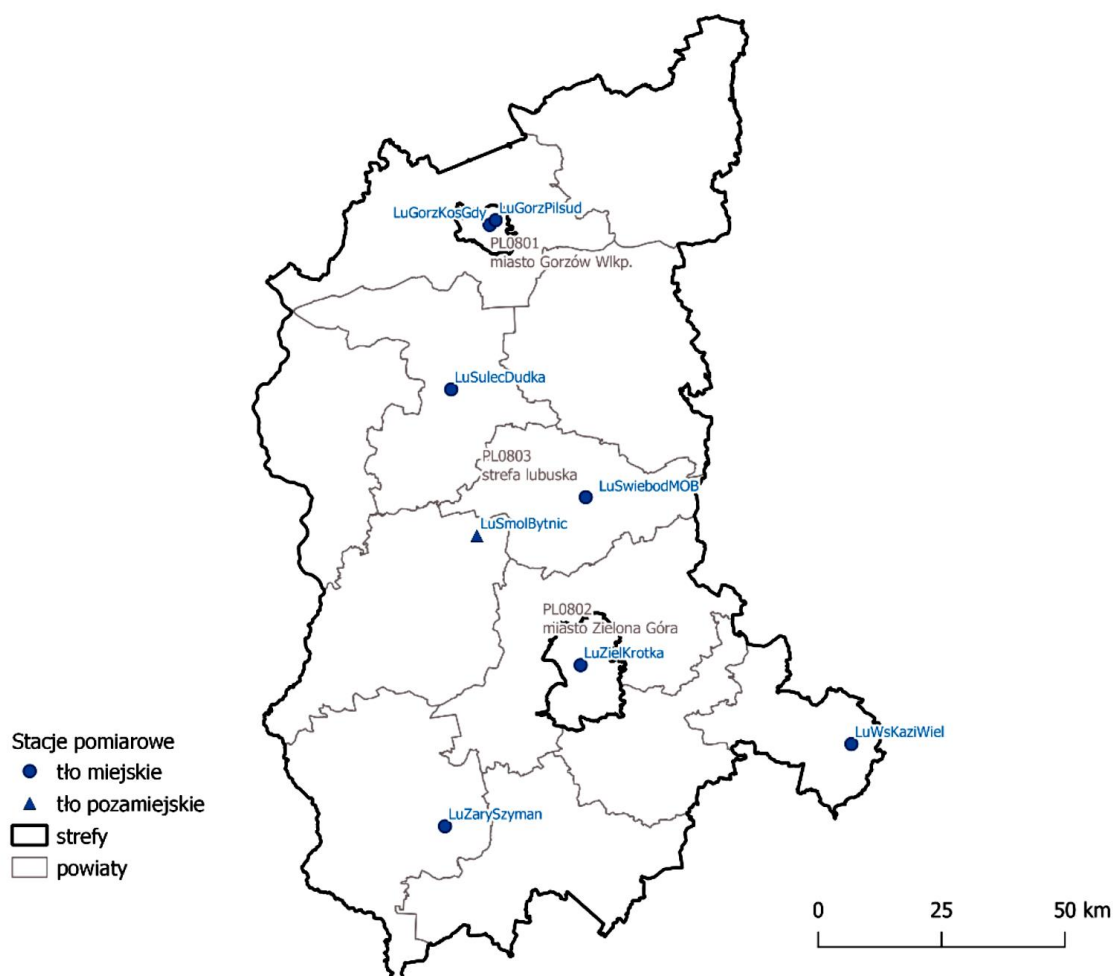 LuGorzKosGdy
LuGorzPilsud
PL0801
miasto Gorzów Wlkp.
LuSulecDudka
PL0803
strefa lubuska
LuSwiebodMOB
LuSmolBytnic
PL0802
miasto Zielona Góra
LuZielKrotka
LuWsKaziWiel
LuZarySzyman
Stacje pomiarowe
tło miejskie
tło pozamiejskie
strefy
powiaty
0 25 50 km